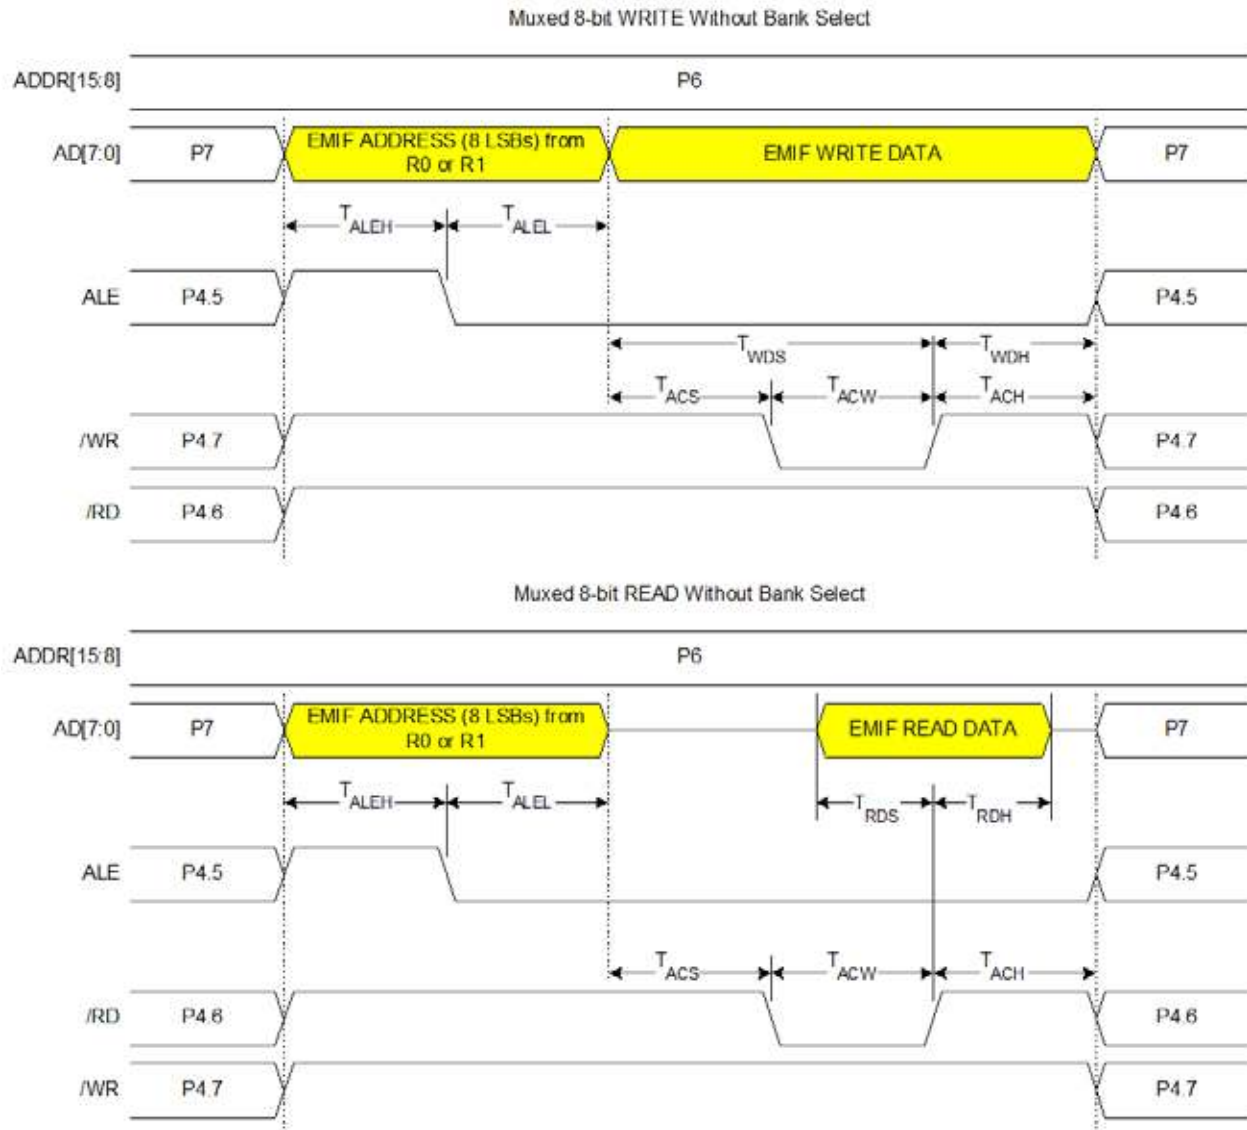 Muxed 8-bit WRITE Without Bank Select
ADDR[15:8] P6
AD[7:0] P7 EMIF ADDRESS (8 LSBs) from EMIF WRITE DATA P7
R0 or R1
TALEH TALEL
ALE P4.5 P4.5
TWDS TWDH
TACS TACW TACH
/WR P4.7 P4.7
/RD P4.6 P4.6
Muxed 8-bit READ Without Bank Select
ADDR[15:8] P6
AD[7:0] P7 EMIF ADDRESS (8 LSBs) from EMIF READ DATA P7
R0 or R1
TALEH TALEL TRDS TRDH
ALE P4.5 P4.5
TACS TACW TACH
/RD P4.6 P4.6
/WR P4.7 P4.7